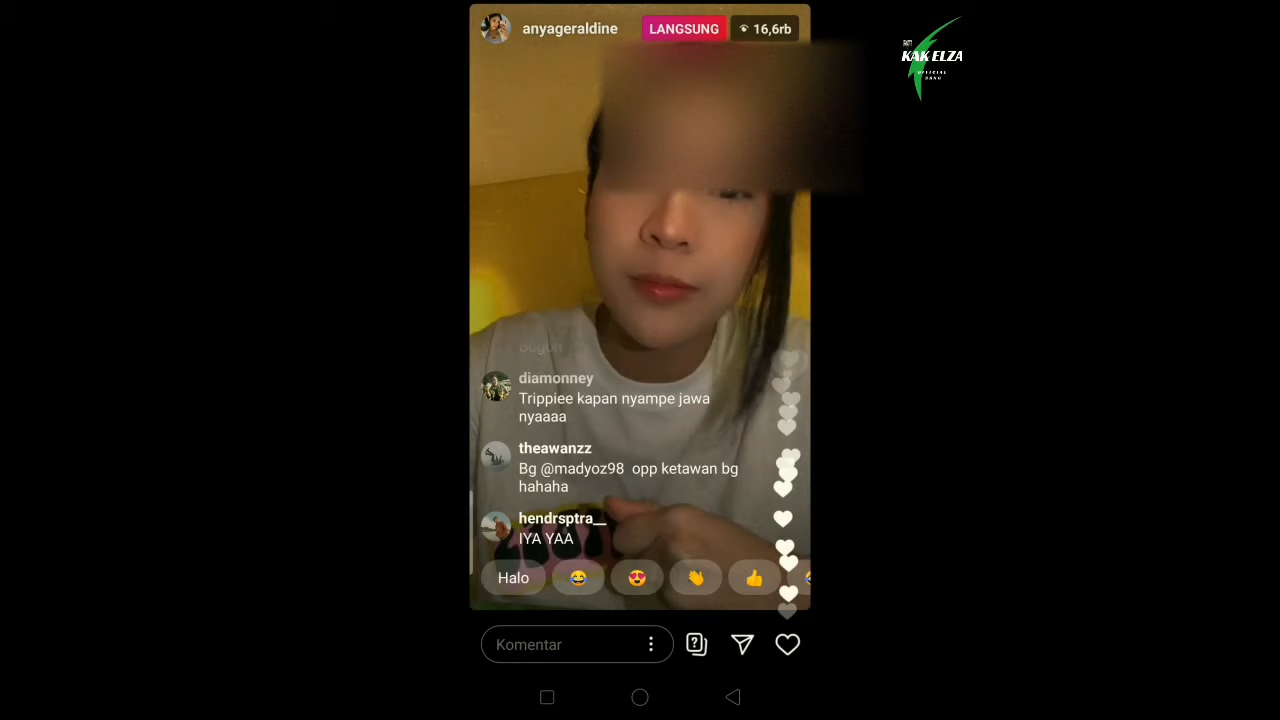 anyageraldine LANGSUNG 16,6rb
KAK ELZA
OFFICIAL
diamonney
Trippiee kapan nyampe jawa
nyaaaa
theawanzz
Bg @madyoz98 opp ketawan bg
hahaha
hendrsptra__
IYA YAA
Halo
Komentar